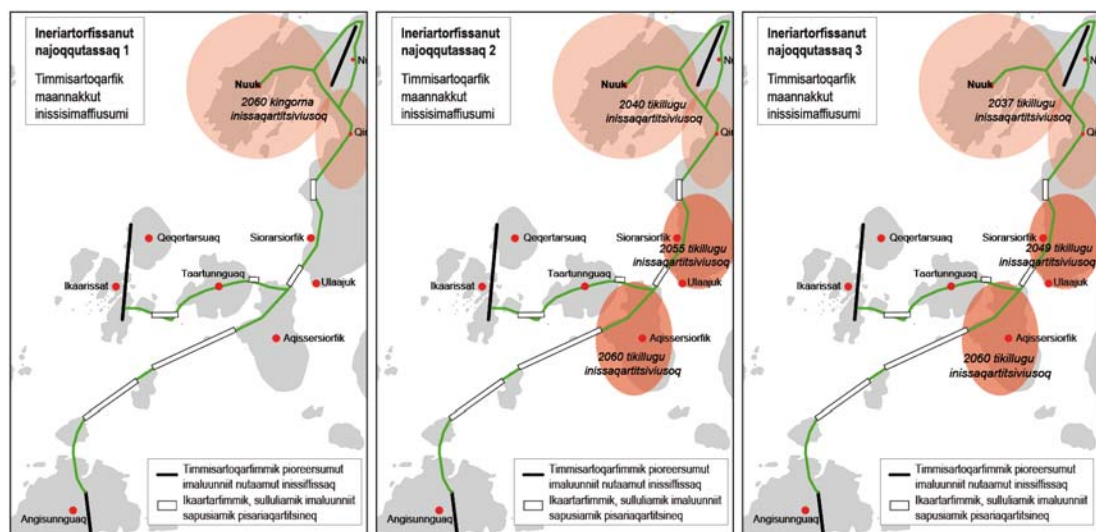 Ineriartorfissanut
najoqqutassaq 1
Timmisartoqarfik
maannakkut
inissisimaffiusumi
Nuuk
2060 kingorna
inissaqartitsiviusoq
Qeqertarsuaq
Siorarsiorfik
Taartunnguaq
Ikaarissat
Ulaajuk
Aqissersiorfik
Angisunnguaq
Timmisartoqarfimmik pioreersumut
imaluunniit nutaamut inissiffissaq
Ikaartarfimmik, sulluliamik imaluunniit
sapusiamik pisariaqartitsineq
Ineriartorfissanut
najoqqutassaq 2
Timmisartoqarfik
maannakkut
inissisimaffiusumi
Nuuk
2040 tikillugu
inissaqartitsiviusoq
Qeqertarsuaq
Siorarsiorfik
2055 tikillugu
inissaqartitsiviusoq
Taartunnguaq
Ikaarissat
Ulaajuk
Aqissersiorfik
2060 tikillugu
inissaqartitsiviusoq
Angisunnguaq
Timmisartoqarfimmik pioreersumut
imaluunniit nutaamut inissiffissaq
Ikaartarfimmik, sulluliamik imaluunniit
sapusiamik pisariaqartitsineq
Ineriartorfissanut
najoqqutassaq 3
Timmisartoqarfik
maannakkut
inissisimaffiusumi
Nuuk
2037 tikillugu
inissaqartitsiviusoq
Qeqertarsuaq
Siorarsiorfik
2049 tikillugu
inissaqartitsiviusoq
Taartunnguaq
Ikaarissat
Ulaajuk
Aqissersiorfik
2060 tikillugu
inissaqartitsiviusoq
Angisunnguaq
Timmisartoqarfimmik pioreersumut
imaluunniit nutaamut inissiffissaq
Ikaartarfimmik, sulluliamik imaluunniit
sapusiamik pisariaqartitsineq